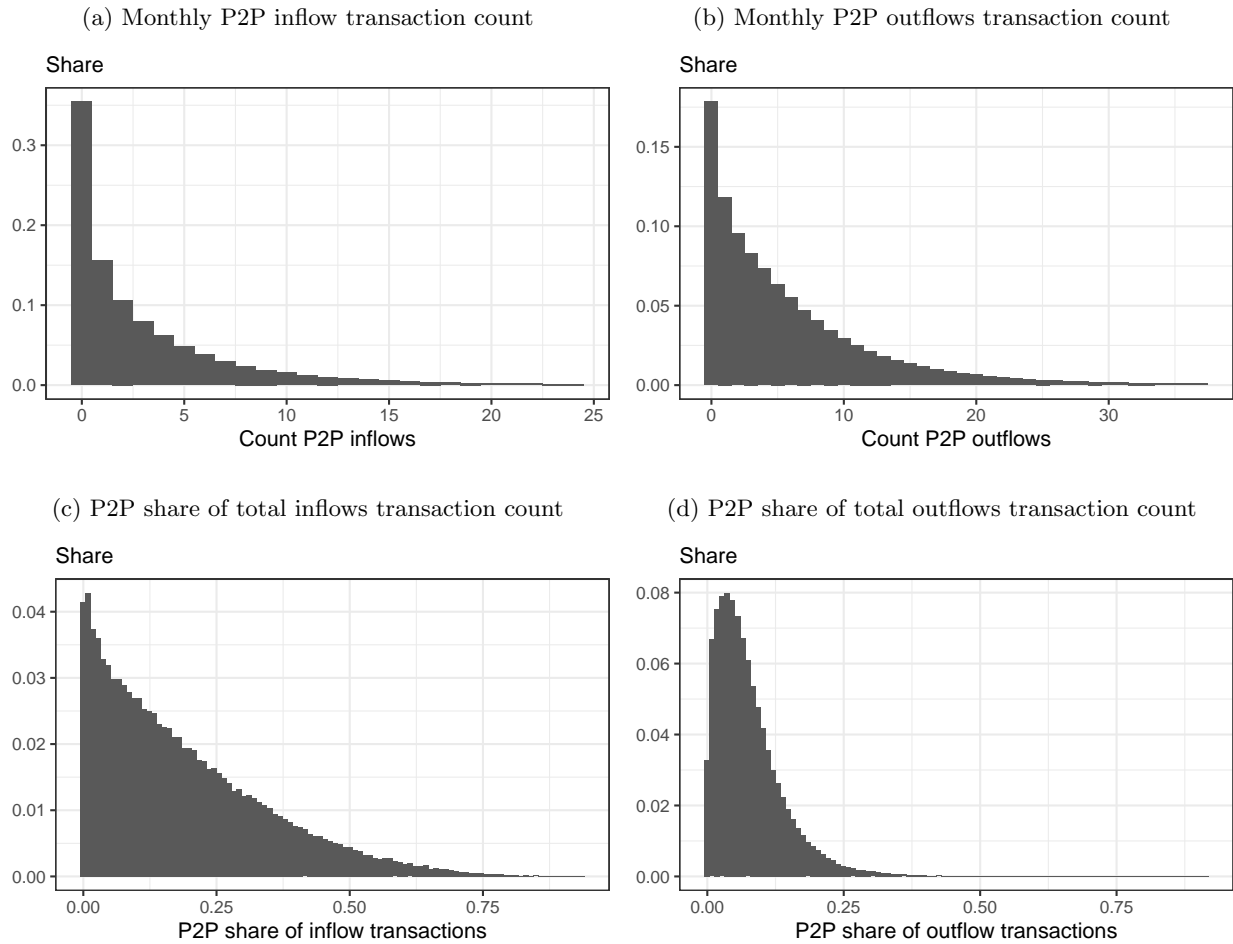 (a) Monthly P2P inflow transaction count
Share
0.3
0.2
0.1
0.0
0 5 10 15 20 25
Count P2P inflows
(b) Monthly P2P outflows transaction count
Share
0.15
0.10
0.05
0.00
0 10 20 30
Count P2P outflows
(c) P2P share of total inflows transaction count
Share
0.04
0.03
0.02
0.01
0.00
0.00 0.25 0.50 0.75
P2P share of inflow transactions
(d) P2P share of total outflows transaction count
Share
0.08
0.06
0.04
0.02
0.00
0.00 0.25 0.50 0.75
P2P share of outflow transactions